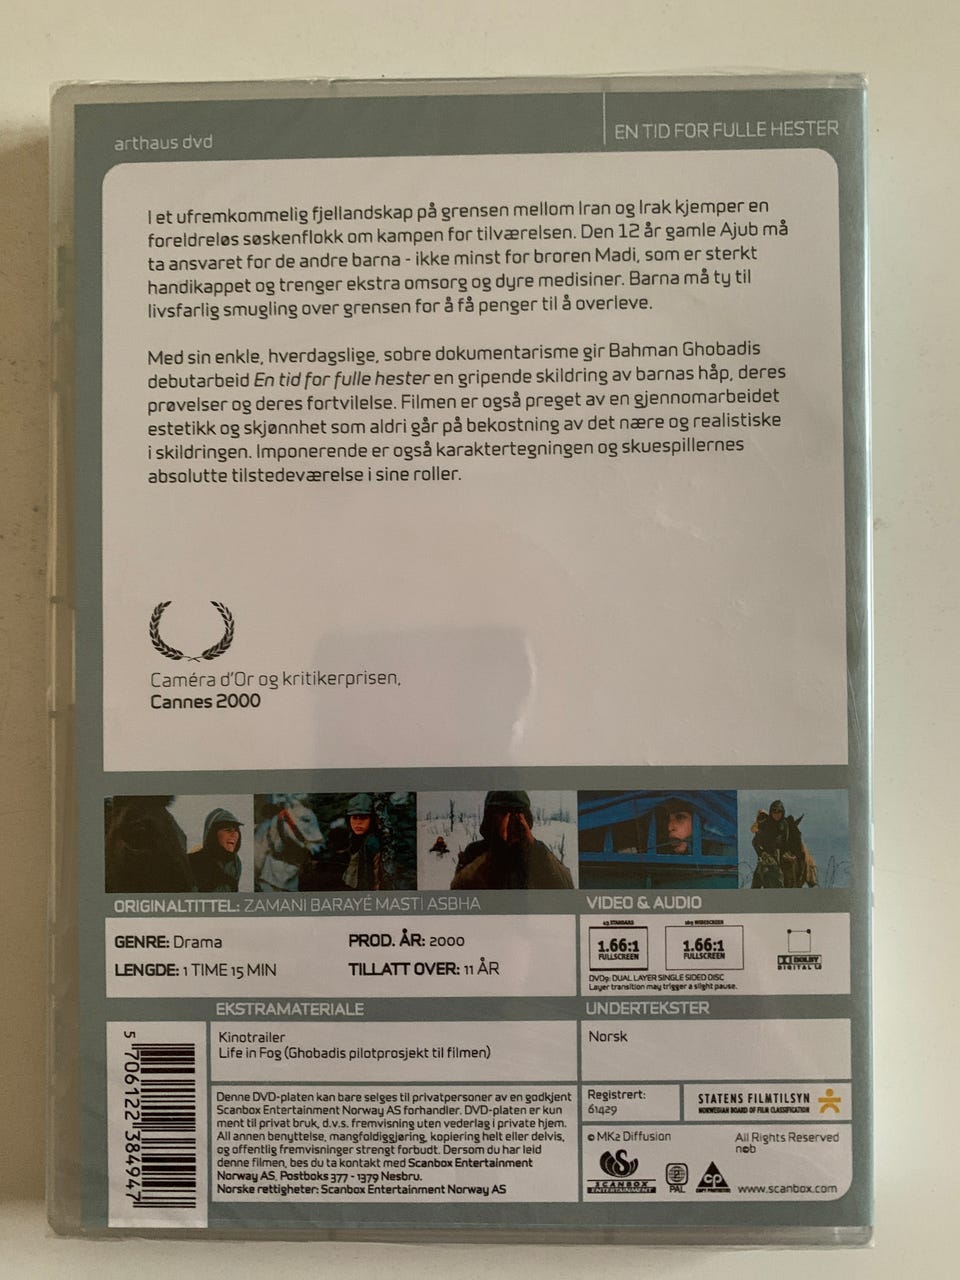 arthaus dvd
EN TID FOR FULLE HESTER
I et ufremkommelig fjellandskap på grensen mellom Iran og Irak kjemper en
foreldreløs søskenflokk om kampen for tilværelsen. Den 12 år gamle Ajub må
ta ansvaret for de andre barna - ikke minst for broren Madi, som er sterkt
handikappet og trenger ekstra omsorg og dyre medisiner. Barna må ty til
livsfarlig smugling over grensen for å få penger til å overleve.
Med sin enkle, hverdagslige, sobre dokumentarisme gir Bahman Ghobadis
debutarbeid En tid for fulle hester en gripende skildring av barnas håp, deres
prøvelser og deres fortvilelse. Filmen er også preget av en gjennomarbeidet
estetikk og skjønnhet som aldri går på bekostning av det nære og realistiske
i skildringen. Imponerende er også karaktertegningen og skuespillernes
absolutte tilstedeværelse i sine roller.
Caméra d'Or og kritikerprisen,
Cannes 2000
ORIGINALTITTEL: ZAMANI BARAYÉ MASTI ASBHA
GENRE: Drama
PROD. ÅR: 2000
LENGDE: 1 TIME 15 MIN
TILLATT OVER: 11 ÅR
VIDEO & AUDIO
4:3 STANDARD
16:9 WIDESCREEN
1.66:1
FULLSCREEN
1.66:1
FULLSCREEN
DOLBY
DIGITAL
DVD9: DUAL LAYER SINGLE SIDED DISC
Layer transition may trigger a slight pause.
EKSTRAMATERIALE
Kinotrailer
Life in Fog (Ghobadis pilotprosjekt til filmen)
UNDERTEKSTER
Norsk
5 706122 384947
Denne DVD-platen kan bare selges til privatpersoner av en godkjent
Scanbox Entertainment Norway AS forhandler. DVD-platen er kun
ment til privat bruk, d.v.s. fremvisning uten vederlag i private hjem.
All annen benyttelse, mangfoldiggjøring, kopiering helt eller delvis,
og offentlig fremvisninger strengt forbudt. Dersom du har leid
denne filmen, bes du ta kontakt med Scanbox Entertainment
Norway AS, Postboks 377 - 1379 Nesbru.
Norske rettigheter: Scanbox Entertainment Norway AS
Registrert:
61429
STATENS FILMTILSYN
NORWEGIAN BOARD OF FILM CLASSIFICATION
© MK2 Diffusion
All Rights Reserved
ncb
SCANBOX
ENTERTAINMENT
PAL
CP
COPY PROTECTED
www.scanbox.com